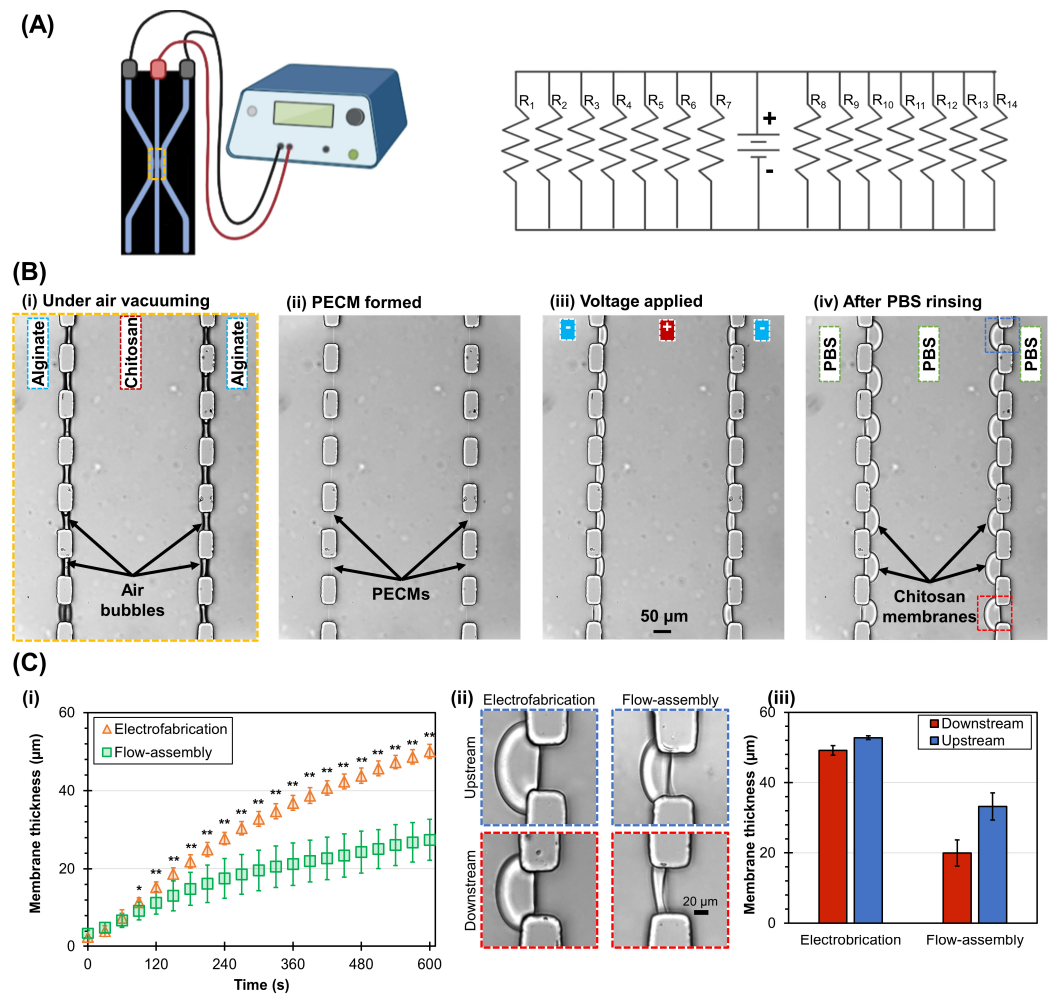 (A)
R1 R2 R3 R4 R5 R6 R7 + - R8 R9 R10 R11 R12 R13 R14
(B)
(i) Under air vacuuming
(ii) PECM formed
(iii) Voltage applied
(iv) After PBS rinsing
Alginate
Chitosan
Alginate
Air
bubbles
PECMs
- + -
50 µm
PBS
PBS
PBS
Chitosan
membranes
(C)
(i)
Membrane thickness (µm)
60
40
20
0
Electrofabrication
Flow-assembly
* ** ** ** ** ** ** ** ** ** ** ** ** ** ** ** ** **
0 120 240 360 480 600
Time (s)
(ii)
Electrofabrication Flow-assembly
Upstream
Downstream
20 µm
(iii)
Membrane thickness (µm)
60
40
20
0
Downstream
Upstream
Electrobrication Flow-assembly